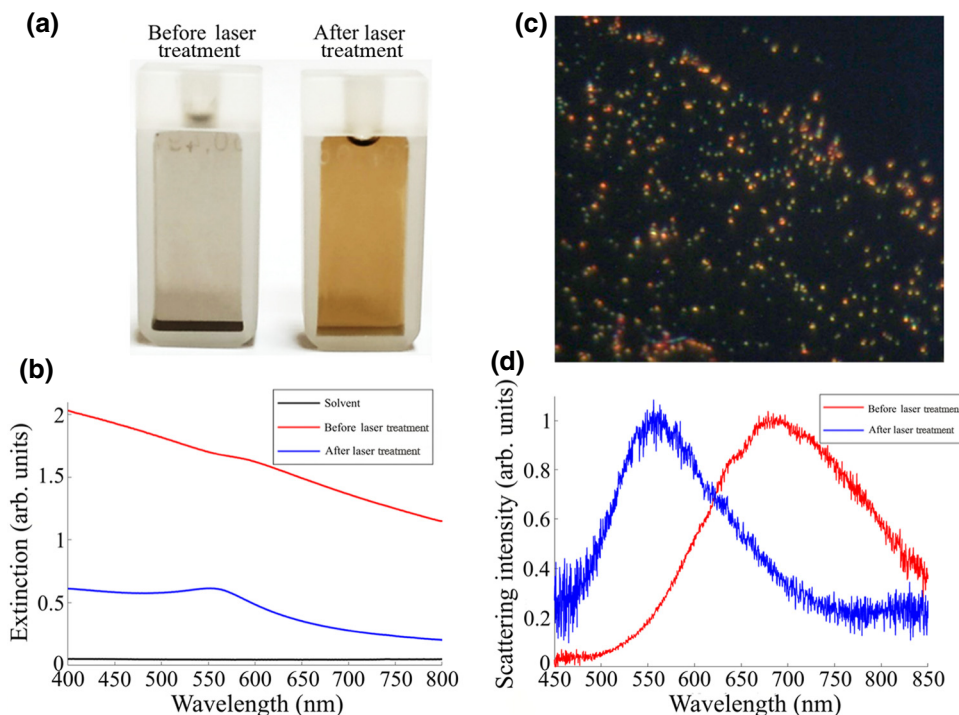 (a)
Before laser
treatment
After laser
treatment
(b)
Extinction (arb. units)
2
1.5
1
0.5
0
Solvent
Before laser treatment
After laser treatment
400 450 500 550 600 650 700 750 800
Wavelength (nm)
(c)
(d)
Scattering intensity (arb. units)
1
0.8
0.6
0.4
0.2
0
Before laser treatment
After laser treatment
450 500 550 600 650 700 750 800 850
Wavelength (nm)